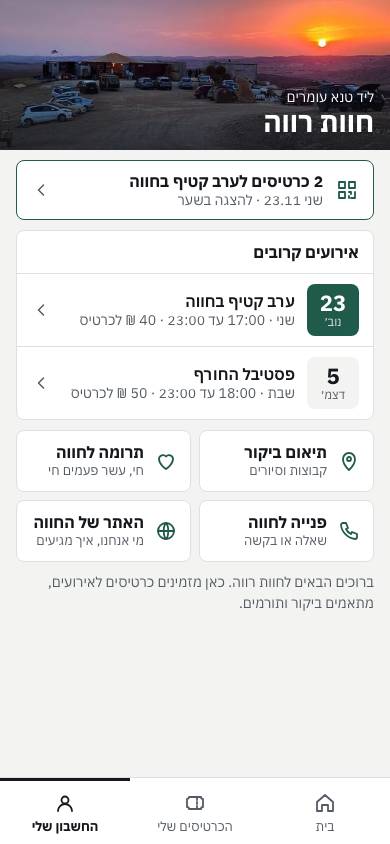 ליד טנא עומרים
חוות רווה
2 כרטיסים לערב קטיף בחווה
שני 23.11 · להצגה בשער
אירועים קרובים
23
נוב׳
ערב קטיף בחווה
שני · 17:00 עד 23:00 · 40 ₪ לכרטיס
5
דצמ׳
פסטיבל החורף
שבת · 18:00 עד 23:00 · 50 ₪ לכרטיס
תיאום ביקור
קבוצות וסיורים
תרומה לחווה
חי, עשר פעמים חי
פנייה לחווה
שאלה או בקשה
האתר של החווה
מי אנחנו, איך מגיעים
ברוכים הבאים לחוות רווה. כאן מזמינים כרטיסים לאירועים,
מתאמים ביקור ותורמים.
בית
הכרטיסים שלי
החשבון שלי